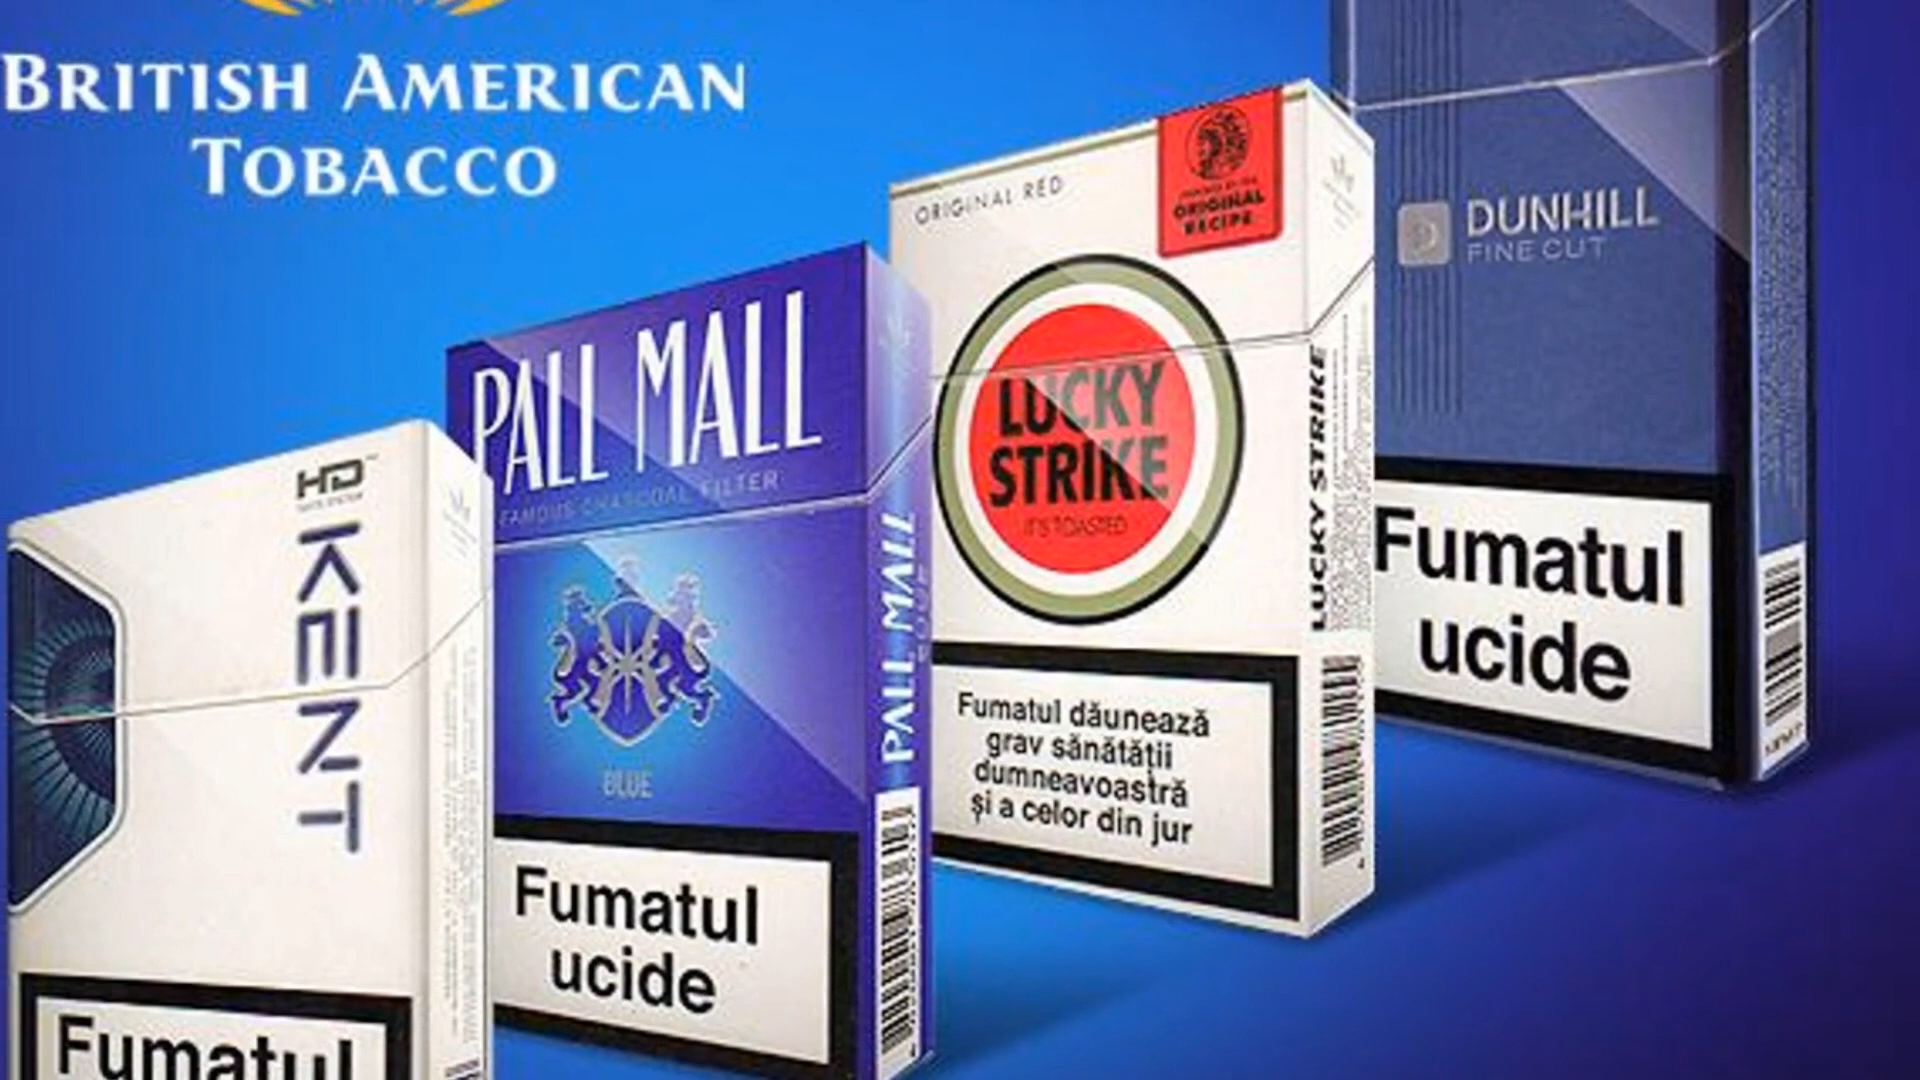 BRITISH AMERICAN
TOBACCO
HD™
KENT
Fumatul
PALL MALL
FAMOUS CHARCOAL FILTER
BLUE
PALL MALL
Fumatul
ucide
ORIGINAL RED
ORIGINAL
RECIPE
LUCKY
STRIKE
IT'S TOASTED
LUCKY STRIKE
Fumatul dăunează
grav sănătății
dumneavoastră
și a celor din jur
DUNHILL
FINE CUT
Fumatul
ucide